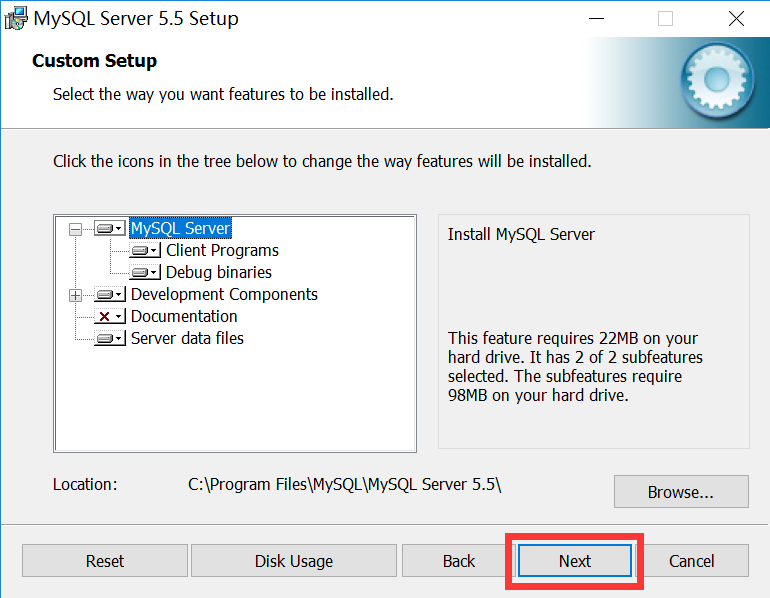 MySQL Server 5.5 Setup
Custom Setup
Select the way you want features to be installed.
Click the icons in the tree below to change the way features will be installed.
MySQL Server
Client Programs
Debug binaries
Development Components
Documentation
Server data files
Install MySQL Server
This feature requires 22MB on your
hard drive. It has 2 of 2 subfeatures
selected. The subfeatures require
98MB on your hard drive.
Location: C:\Program Files\MySQL\MySQL Server 5.5\
Browse...
Reset Disk Usage Back Next Cancel